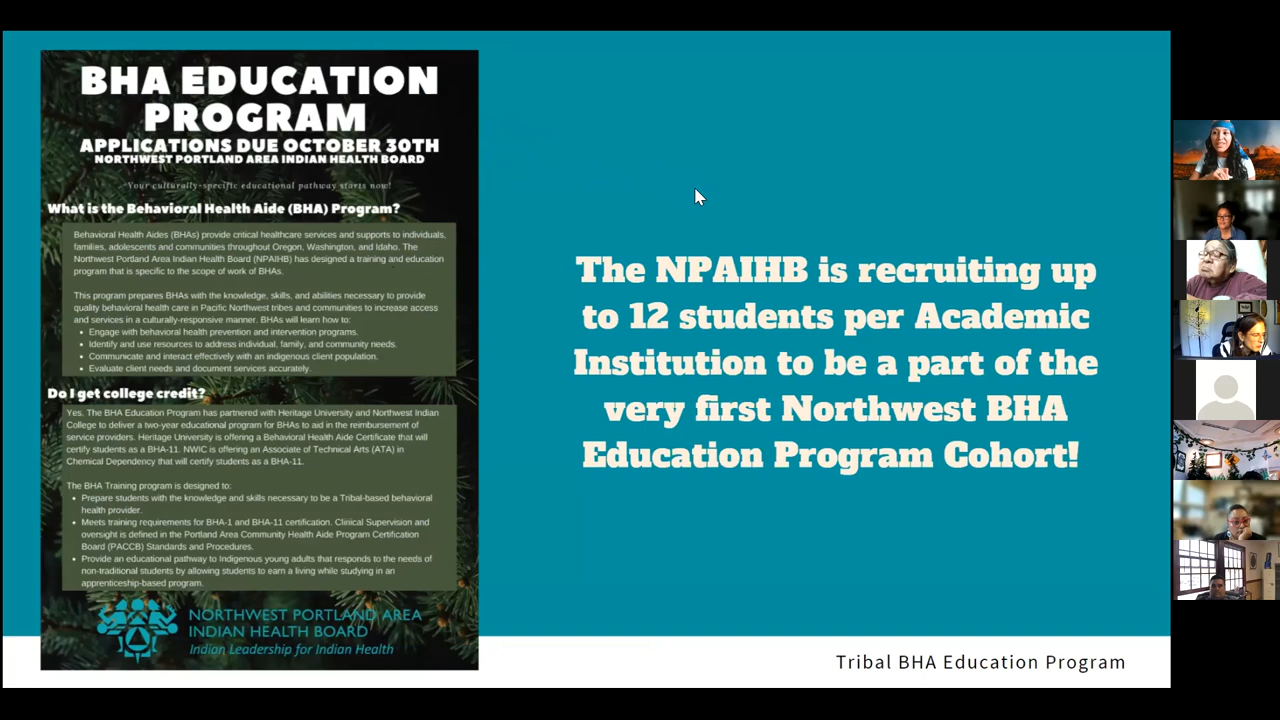 BHA EDUCATION
PROGRAM
APPLICATIONS DUE OCTOBER 30TH
NORTHWEST PORTLAND AREA INDIAN HEALTH BOARD
"Your culturally-specific educational pathway starts now!
What is the Behavioral Health Aide (BHA) Program?
Behavioral Health Aides (BHAs) provide critical healthcare services and supports to individuals,
families, adolescents and communities throughout Oregon, Washington, and Idaho. The
Northwest Portland Area Indian Health Board (NPAIHB) has designed a training and education
program that is specific to the scope of work of BHAs.
This program prepares BHAs with the knowledge, skills, and abilities necessary to provide
quality behavioral health care in Pacific Northwest tribes and communities to increase access
and services in a culturally-responsive manner. BHAs will learn how to:
• Engage with behavioral health prevention and intervention programs.
• Identify and use resources to address individual, family, and community needs.
• Communicate and interact effectively with an indigenous client population.
• Evaluate client needs and document services accurately.
Do I get college credit?
Yes. The BHA Education Program has partnered with Heritage University and Northwest Indian
College to deliver a two-year educational program for BHAs to aid in the reimbursement of
service providers. Heritage University is offering a Behavioral Health Aide Certificate that will
certify students as a BHA-11. NWIC is offering an Associate of Technical Arts (ATA) in
Chemical Dependency that will certify students as a BHA-11.
The BHA Training program is designed to:
• Prepare students with the knowledge and skills necessary to be a Tribal-based behavioral
health provider.
• Meets training requirements for BHA-1 and BHA-11 certification. Clinical Supervision and
oversight is defined in the Portland Area Community Health Aide Program Certification
Board (PACCB) Standards and Procedures.
• Provide an educational pathway to Indigenous young adults that responds to the needs of
non-traditional students by allowing students to earn a living while studying in an
apprenticeship-based program.
NORTHWEST PORTLAND AREA
INDIAN HEALTH BOARD
Indian Leadership for Indian Health
The NPAIHB is recruiting up
to 12 students per Academic
Institution to be a part of the
very first Northwest BHA
Education Program Cohort!
Tribal BHA Education Program